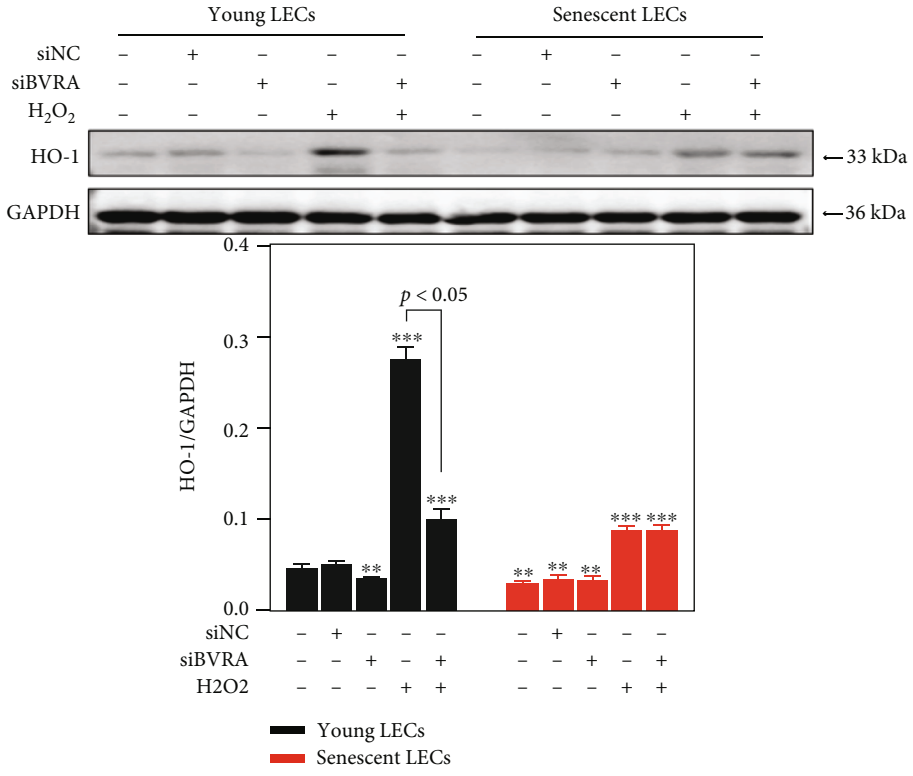 Young LECs Senescent LECs
siNC – + – – – – + – – –
siBVRA – – + – + – – + – +
H₂O₂ – – – + + – – – + +
HO-1 ←33 kDa
GAPDH ←36 kDa
0.4
p < 0.05
0.3
0.2
0.1
0.0
HO-1/GAPDH
*** ***
** ** ** ** *** ***
siNC – + – – – – + – – –
siBVRA – – + – + – – + – +
H2O2 – – – + + – – – + +
Young LECs
Senescent LECs